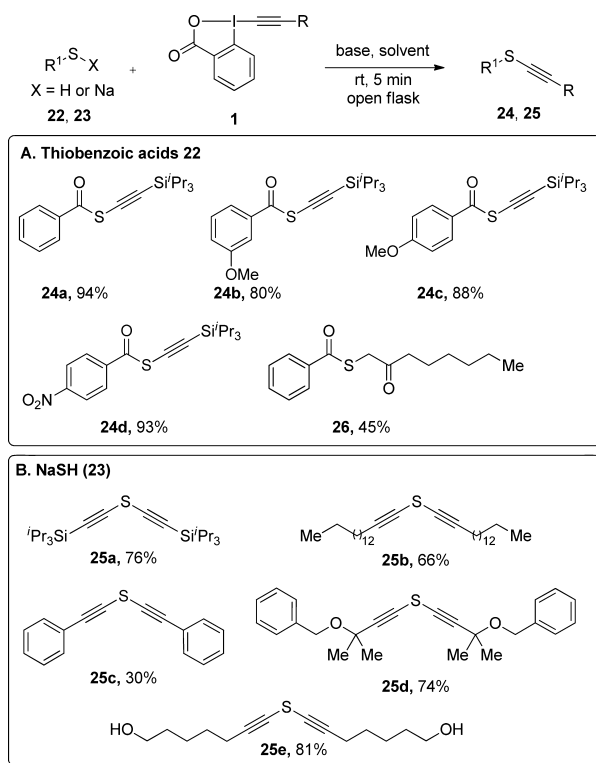 R¹ S X
X = H or Na
22, 23
+
O I R
O
1
base, solvent
rt, 5 min
open flask
R¹ S R
24, 25
A. Thiobenzoic acids 22
O S SiⁱPr₃
24a, 94%
O S SiⁱPr₃
OMe
24b, 80%
O S SiⁱPr₃
MeO
24c, 88%
O S SiⁱPr₃
O₂N
24d, 93%
O S O Me
26, 45%
B. NaSH (23)
S
ⁱPr₃Si SiⁱPr₃
25a, 76%
S
Me ( )₁₂ ( )₁₂ Me
25b, 66%
S
25c, 30%
O S O
Me Me Me Me
25d, 74%
HO S OH
25e, 81%